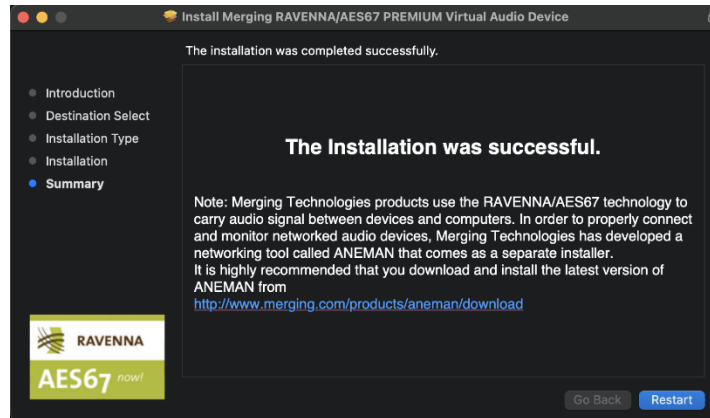 Install Merging RAVENNA/AES67 PREMIUM Virtual Audio Device
The installation was completed successfully.
Introduction
Destination Select
Installation Type
Installation
Summary
The Installation was successful.
Note: Merging Technologies products use the RAVENNA/AES67 technology to
carry audio signal between devices and computers. In order to properly connect
and monitor networked audio devices, Merging Technologies has developed a
networking tool called ANEMAN that comes as a separate installer.
It is highly recommended that you download and install the latest version of
ANEMAN from
http://www.merging.com/products/aneman/download
RAVENNA
AES67 now!
Go Back
Restart